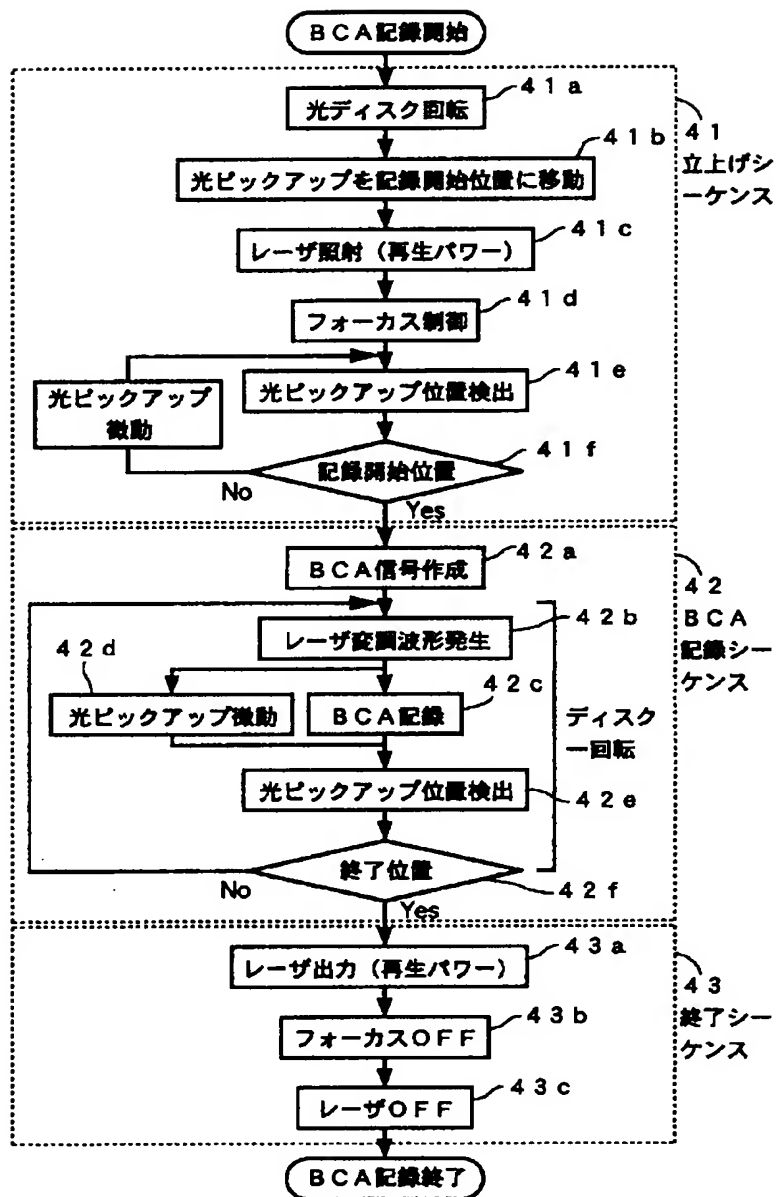 BCA記録開始
41a
光ディスク回転
41b
光ピックアップを記録開始位置に移動
41
立上げシ
ーケンス
41c
レーザ照射(再生パワー)
41d
フォーカス制御
41e
光ピックアップ位置検出
光ピックアップ
微動
41f
記録開始位置
No
Yes
42a
BCA信号作成
42
BCA
記録シー
ケンス
42b
レーザ変調波形発生
42d
光ピックアップ微動
42c
BCA記録
ディスク
一回転
光ピックアップ位置検出
42e
終了位置
No
42f
Yes
43a
レーザ出力(再生パワー)
43
終了シー
ケンス
43b
フォーカスOFF
43c
レーザOFF
BCA記録終了